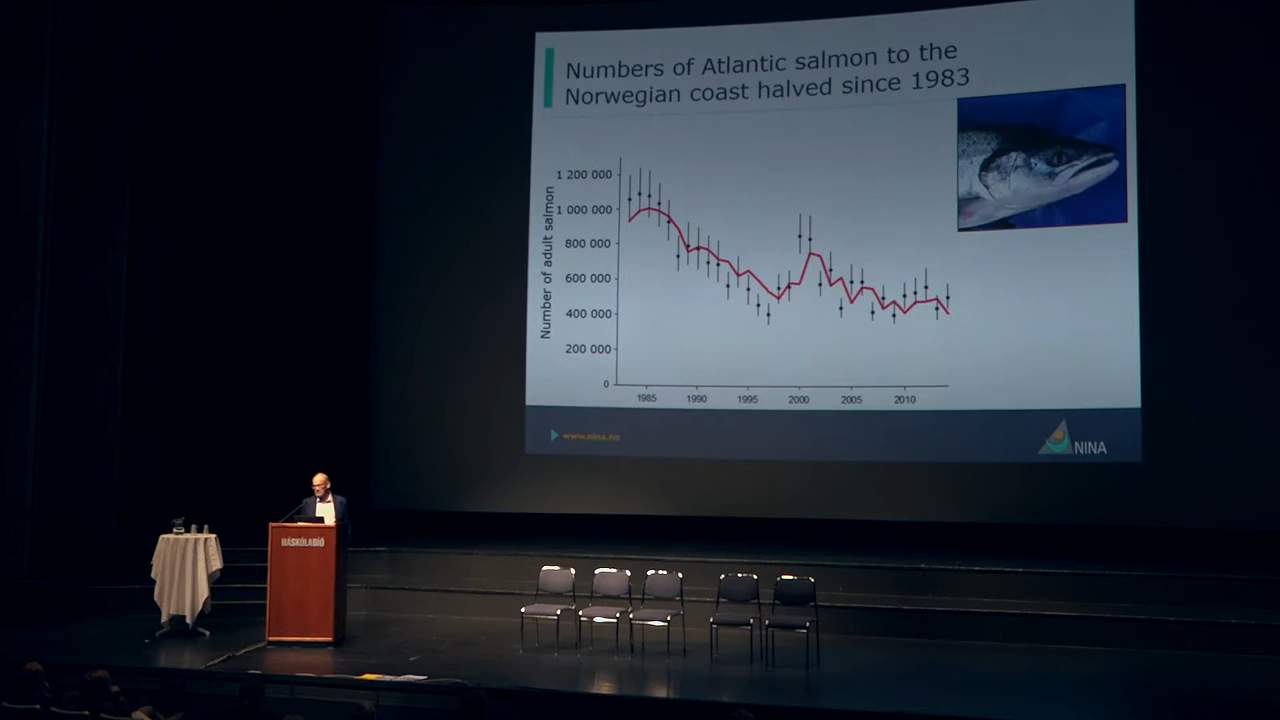 Numbers of Atlantic salmon to the
Norwegian coast halved since 1983
Number of adult salmon
1 200 000
1 000 000
800 000
600 000
400 000
200 000
0
1985 1990 1995 2000 2005 2010
www.nina.no
NINA
HÁSKÓLABÍÓ